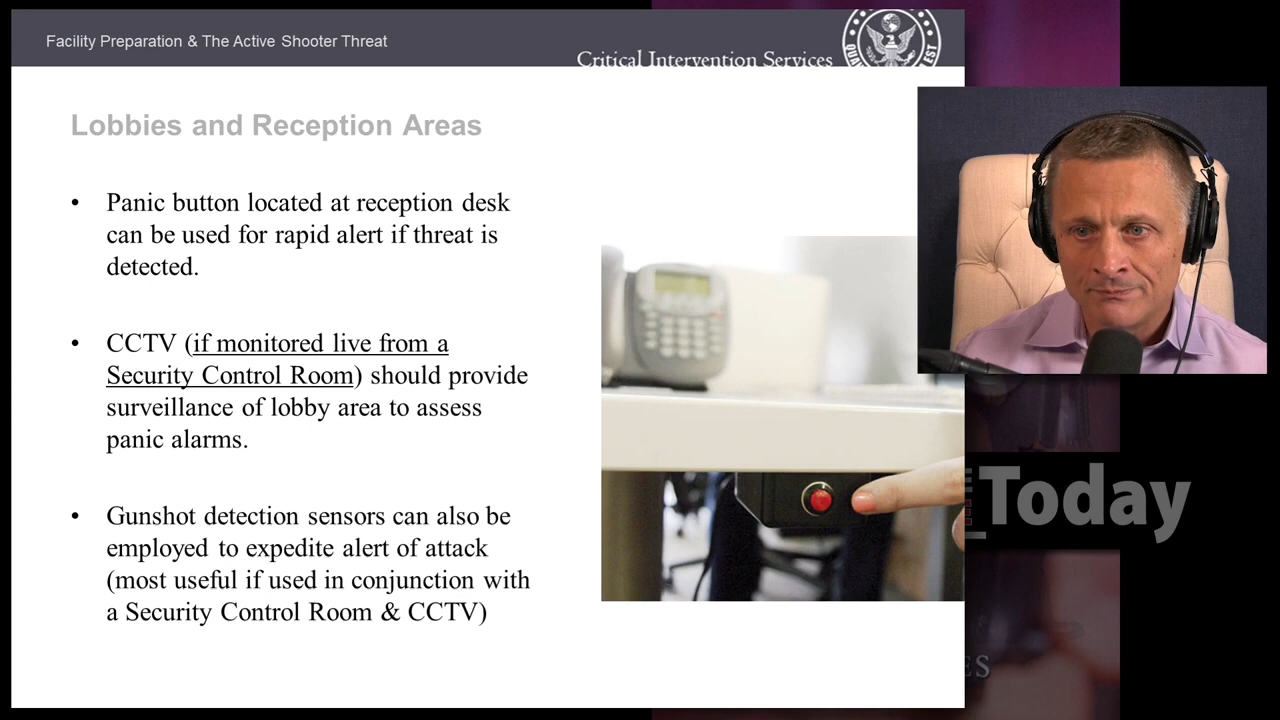 Facility Preparation & The Active Shooter Threat
Critical Intervention Services
Lobbies and Reception Areas
• Panic button located at reception desk
can be used for rapid alert if threat is
detected.
• CCTV (if monitored live from a
Security Control Room) should provide
surveillance of lobby area to assess
panic alarms.
• Gunshot detection sensors can also be
employed to expedite alert of attack
(most useful if used in conjunction with
a Security Control Room & CCTV)
Today
ES